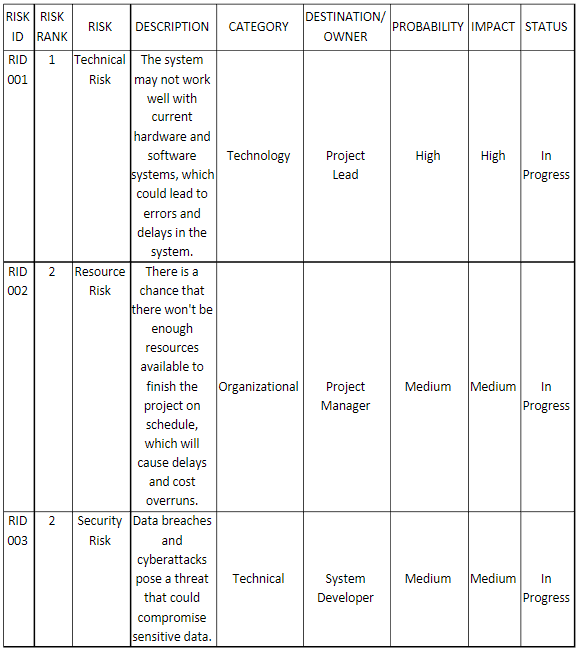 RISK ID
RISK RANK
RISK
DESCRIPTION
CATEGORY
DESTINATION/
OWNER
PROBABILITY
IMPACT
STATUS
RID
001
1
Technical
Risk
The system
may not work
well with
current
hardware and
software
systems, which
could lead to
errors and
delays in the
system.
Technology
Project
Lead
High
High
In
Progress
RID
002
2
Resource
Risk
There is a
chance that
there won't be
enough
resources
available to
finish the
project on
schedule,
which will
cause delays
and cost
overruns.
Organizational
Project
Manager
Medium
Medium
In
Progress
RID
003
2
Security
Risk
Data breaches
and
cyberattacks
pose a threat
that could
compromise
sensitive data.
Technical
System
Developer
Medium
Medium
In
Progress